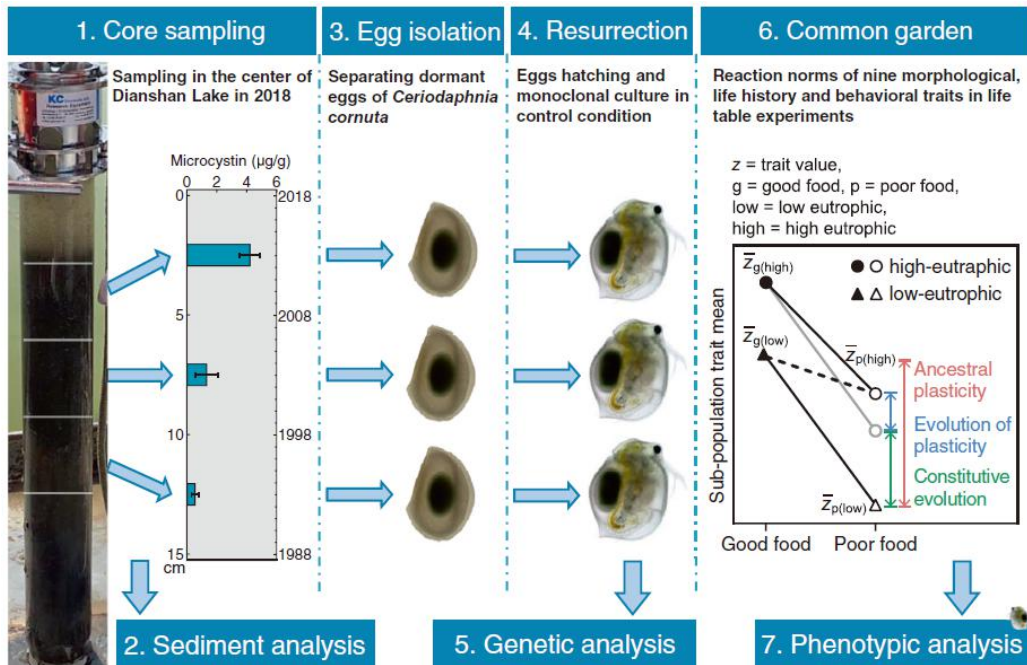 1. Core sampling
3. Egg isolation
4. Resurrection
6. Common garden
Sampling in the center of
Dianshan Lake in 2018
Separating dormant
eggs of Ceriodaphnia
cornuta
Eggs hatching and
monoclonal culture in
control condition
Reaction norms of nine morphological,
life history and behavioral traits in life
table experiments
KC
Microcystin (µg/g)
0 2 4 6
0
5
10
15
cm
2018
2008
1998
1988
z = trait value,
g = good food, p = poor food,
low = low eutrophic,
high = high eutrophic
z̅g(high)
high-eutraphic
low-eutrophic
z̅g(low)
z̅p(high)
Ancestral
plasticity
Evolution of
plasticity
Constitutive
evolution
z̅p(low)
Sub-population trait mean
Good food Poor food
2. Sediment analysis
5. Genetic analysis
7. Phenotypic analysis